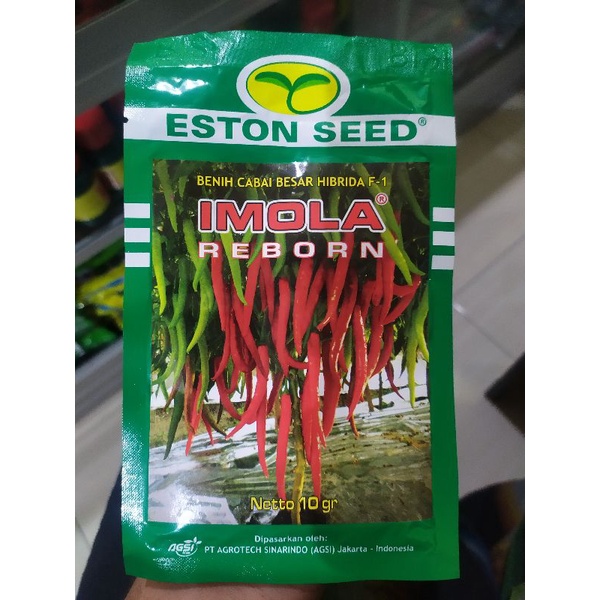 ESTON SEED®
BENIH CABAI BESAR HIBRIDA F-1
IMOLA®
REBORN
Netto 10 gr
Dipasarkan oleh:
AGSI
PT AGROTECH SINARINDO (AGSI) Jakarta - Indonesia